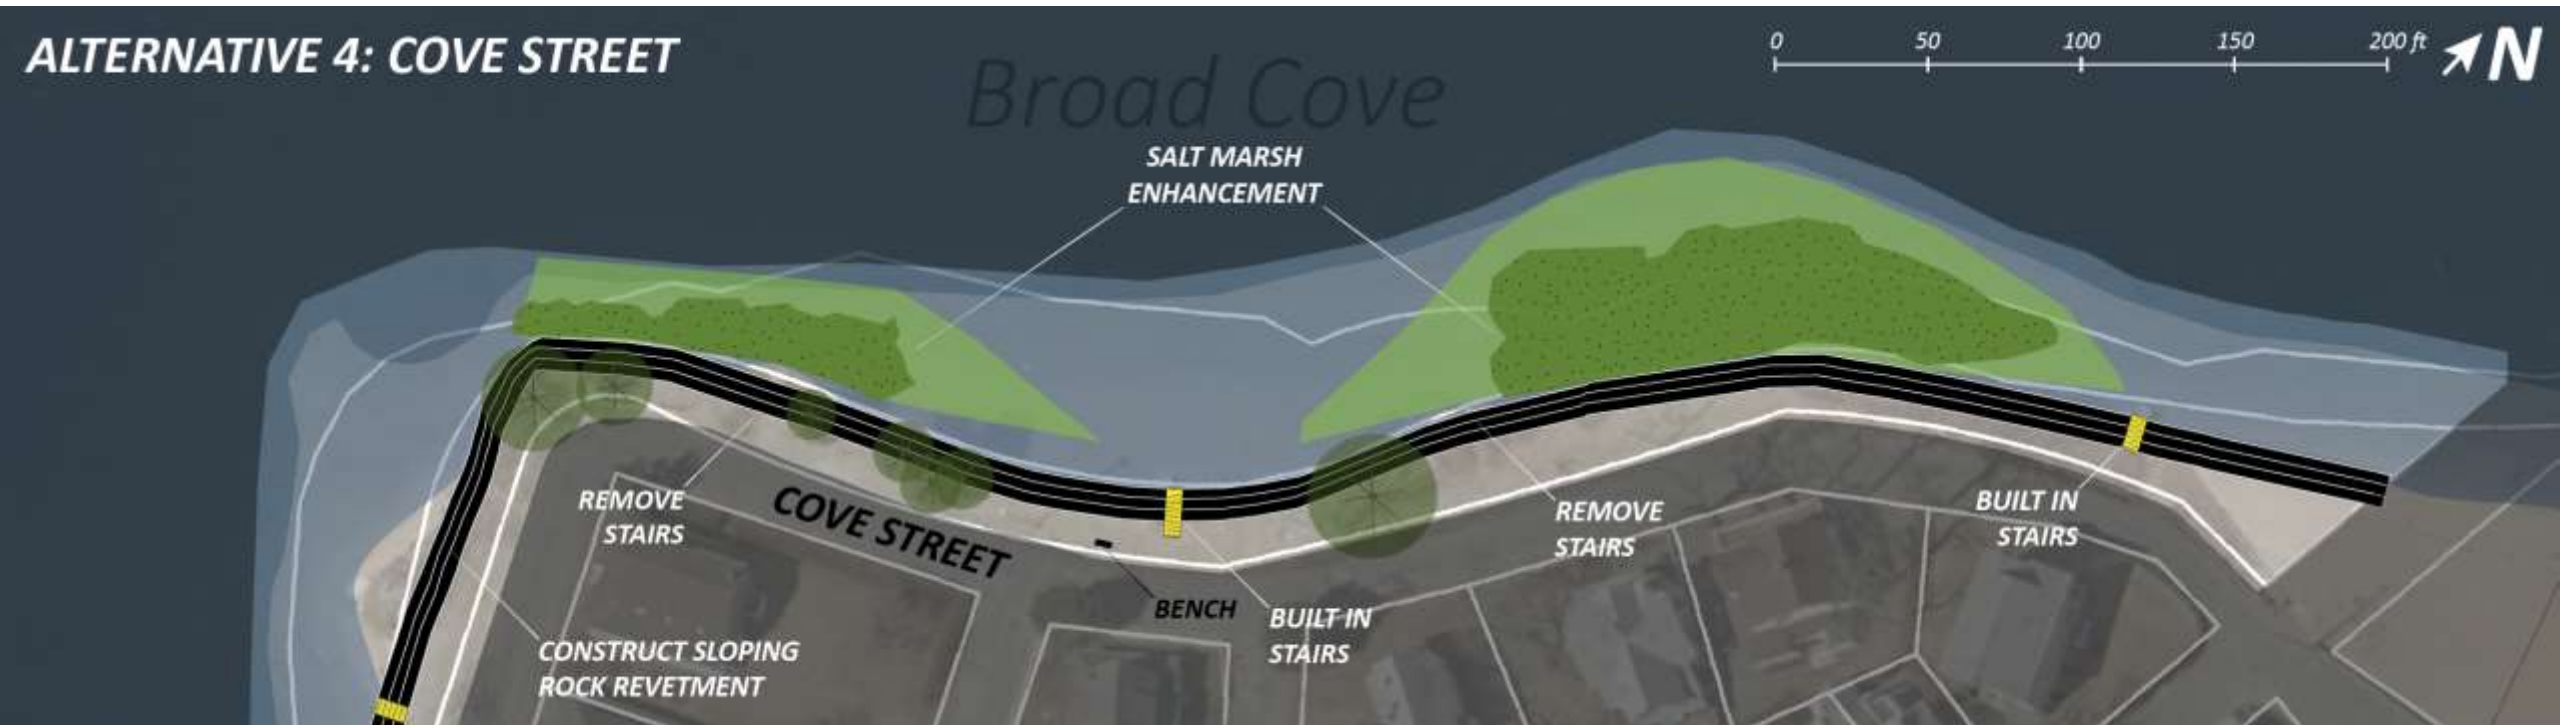 ALTERNATIVE 4: COVE STREET
0 50 100 150 200 ft
N
Broad Cove
SALT MARSH
ENHANCEMENT
REMOVE
STAIRS
COVE STREET
REMOVE
STAIRS
BUILT IN
STAIRS
BENCH
BUILT IN
STAIRS
CONSTRUCT SLOPING
ROCK REVETMENT